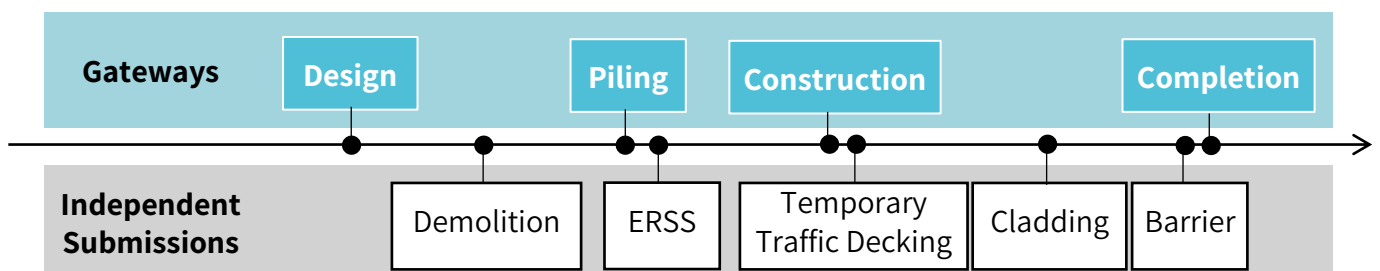 Gateways
Design
Piling
Construction
Completion
Independent
Submissions
Demolition
ERSS
Temporary
Traffic Decking
Cladding
Barrier